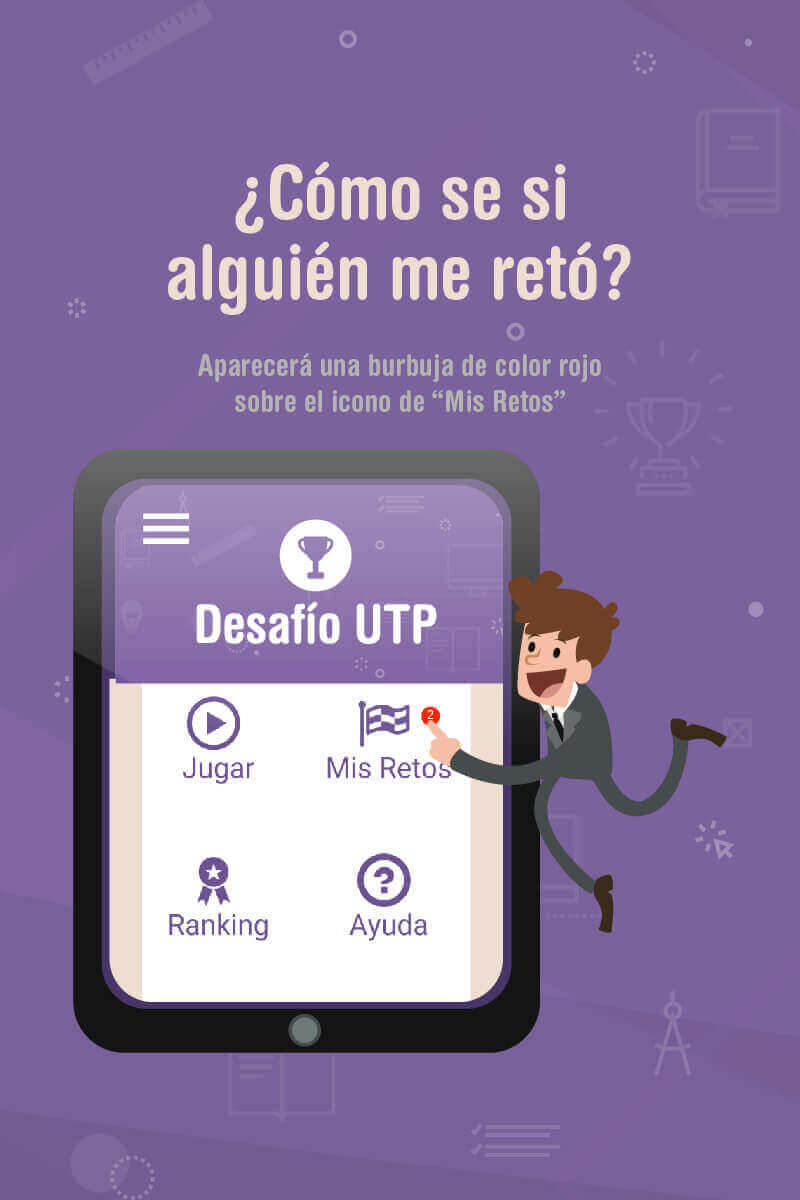 ¿Cómo se si
alguién me retó?
Aparecerá una burbuja de color rojo
sobre el icono de “Mis Retos”
Desafío UTP
2
Jugar
Mis Retos
Ranking
Ayuda